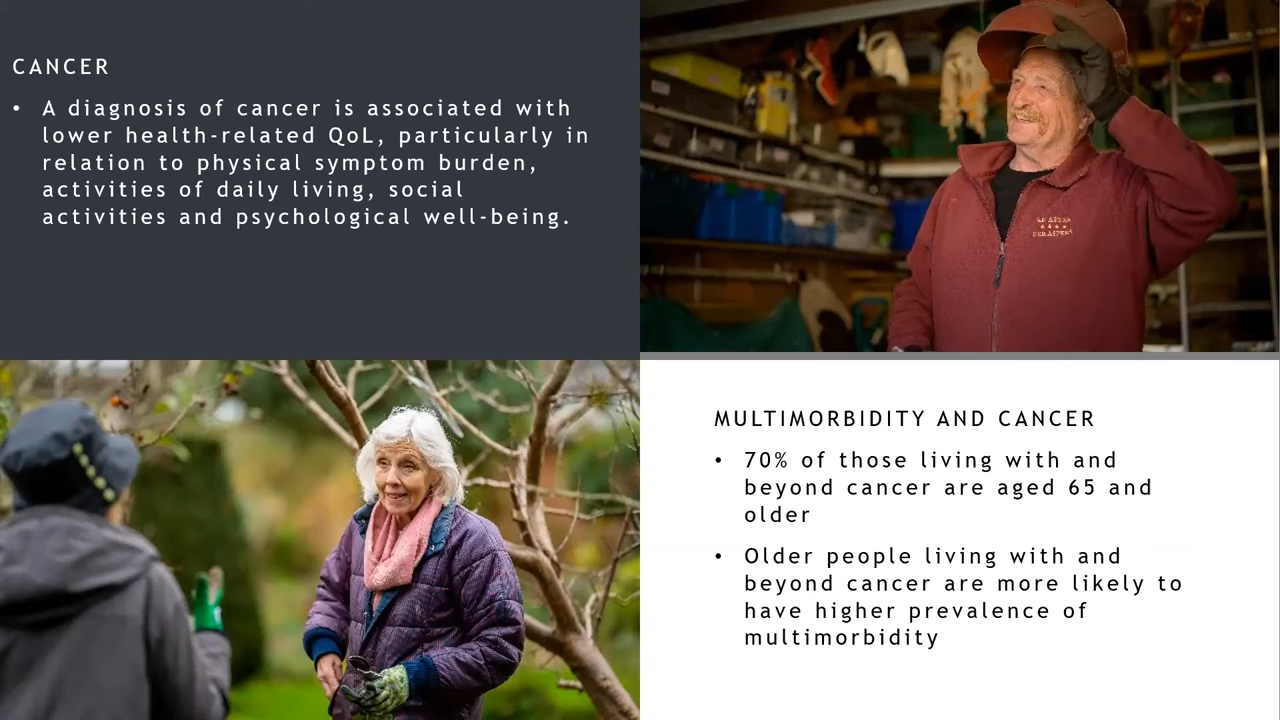 CANCER
• A diagnosis of cancer is associated with
lower health-related QoL, particularly in
relation to physical symptom burden,
activities of daily living, social
activities and psychological well-being.
MULTIMORBIDITY AND CANCER
• 70% of those living with and
beyond cancer are aged 65 and
older
• Older people living with and
beyond cancer are more likely to
have higher prevalence of
multimorbidity